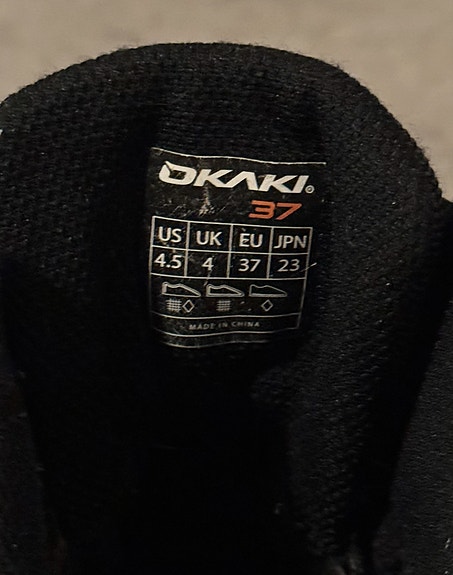 OKAKI®
37
US UK EU JPN
4.5 4 37 23
MADE IN CHINA